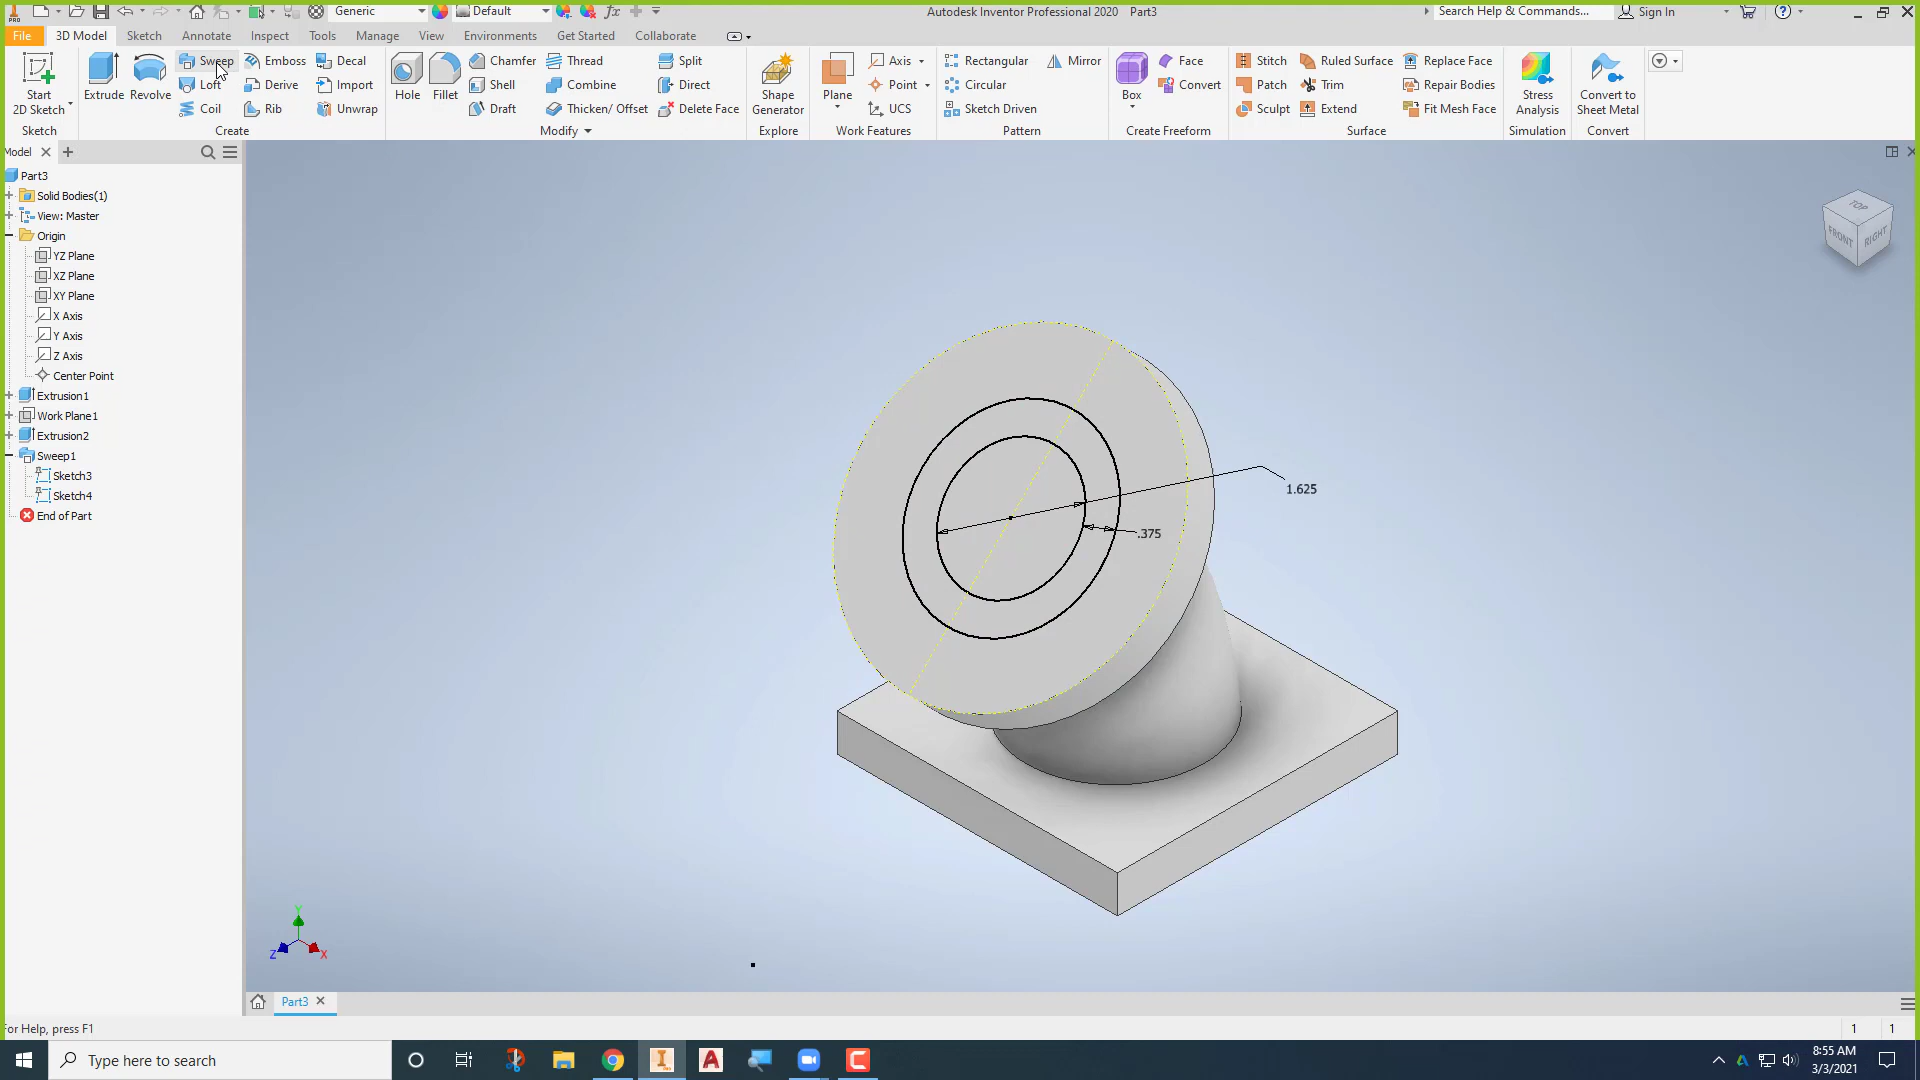 PRO Generic Default Autodesk Inventor Professional 2020 Part3 Search Help & Commands... Sign In
File 3D Model Sketch Annotate Inspect Tools Manage View Environments Get Started Collaborate
Start 2D Sketch
Sketch
Extrude Revolve Sweep Emboss Decal
Loft Derive Import
Coil Rib Unwrap
Create
Hole Fillet Chamfer Thread Split
Shell Combine Direct
Draft Thicken/ Offset Delete Face
Modify
Shape Generator
Explore
Plane Axis
Point
UCS
Work Features
Rectangular Mirror
Circular
Sketch Driven
Pattern
Box Face
Convert
Create Freeform
Stitch Ruled Surface Replace Face
Patch Trim Repair Bodies
Sculpt Extend Fit Mesh Face
Surface
Stress Analysis
Simulation
Convert to Sheet Metal
Convert
Model
Part3
Solid Bodies(1)
View: Master
Origin
YZ Plane
XZ Plane
XY Plane
X Axis
Y Axis
Z Axis
Center Point
Extrusion1
Work Plane1
Extrusion2
Sweep1
Sketch3
Sketch4
End of Part
TOP
FRONT RIGHT
1.625
.375
Y
Z X
Part3
For Help, press F1
1 1
Type here to search
8:55 AM
3/3/2021